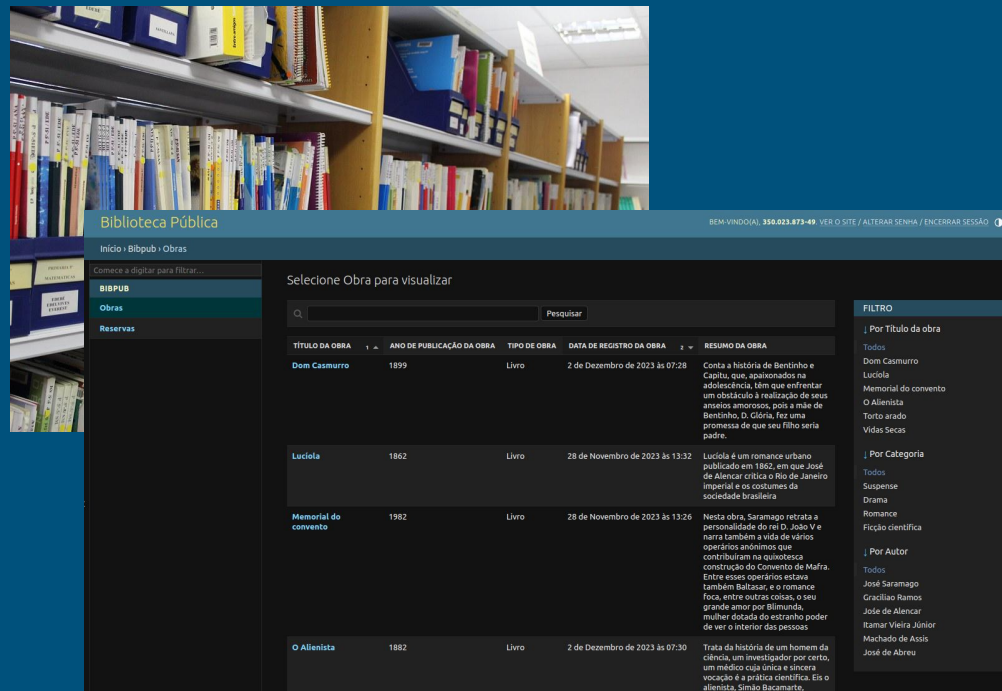 Biblioteca Pública
BEM-VINDO(A), 350.023.873-49. VER O SITE / ALTERAR SENHA / ENCERRAR SESSÃO
Início › Bibpub › Obras
Comece a digitar para filtrar...
BIBPUB
Obras
Reservas
Selecione Obra para visualizar
Pesquisar
TÍTULO DA OBRA 1 ANO DE PUBLICAÇÃO DA OBRA TIPO DE OBRA DATA DE REGISTRO DA OBRA 2 RESUMO DA OBRA
Dom Casmurro 1899 Livro 2 de Dezembro de 2023 às 07:28 Conta a história de Bentinho e
Capitu, que, apaixonados na
adolescência, têm que enfrentar
um obstáculo à realização de seus
anseios amorosos, pois a mãe de
Bentinho, D. Glória, fez uma
promessa de que seu filho seria
padre.
Lucíola 1862 Livro 28 de Novembro de 2023 às 13:32 Lucíola é um romance urbano
publicado em 1862, em que José
de Alencar critica o Rio de Janeiro
imperial e os costumes da
sociedade brasileira
Memorial do 1982 Livro 28 de Novembro de 2023 às 13:26 Nesta obra, Saramago retrata a
convento personalidade do rei D. João V e
narra também a vida de vários
operários anônimos que
contribuíram na quixotesca
construção do Convento de Mafra.
Entre esses operários estava
também Baltasar, e o romance
foca, entre outras coisas, o seu
grande amor por Blimunda,
mulher dotada do estranho poder
de ver o interior das pessoas
O Alienista 1882 Livro 2 de Dezembro de 2023 às 07:30 Trata da história de um homem da
ciência, um investigador por certo,
um médico cuja única e sincera
vocação é a prática científica. Eis o
alienista, Simão Bacamarte,
FILTRO
↓ Por Título da obra
Todos
Dom Casmurro
Lucíola
Memorial do convento
O Alienista
Torto arado
Vidas Secas
↓ Por Categoria
Todos
Suspense
Drama
Romance
Ficção científica
↓ Por Autor
Todos
José Saramago
Graciliao Ramos
Jośe de Alencar
Itamar Vieira Júnior
Machado de Assis
José de Abreu